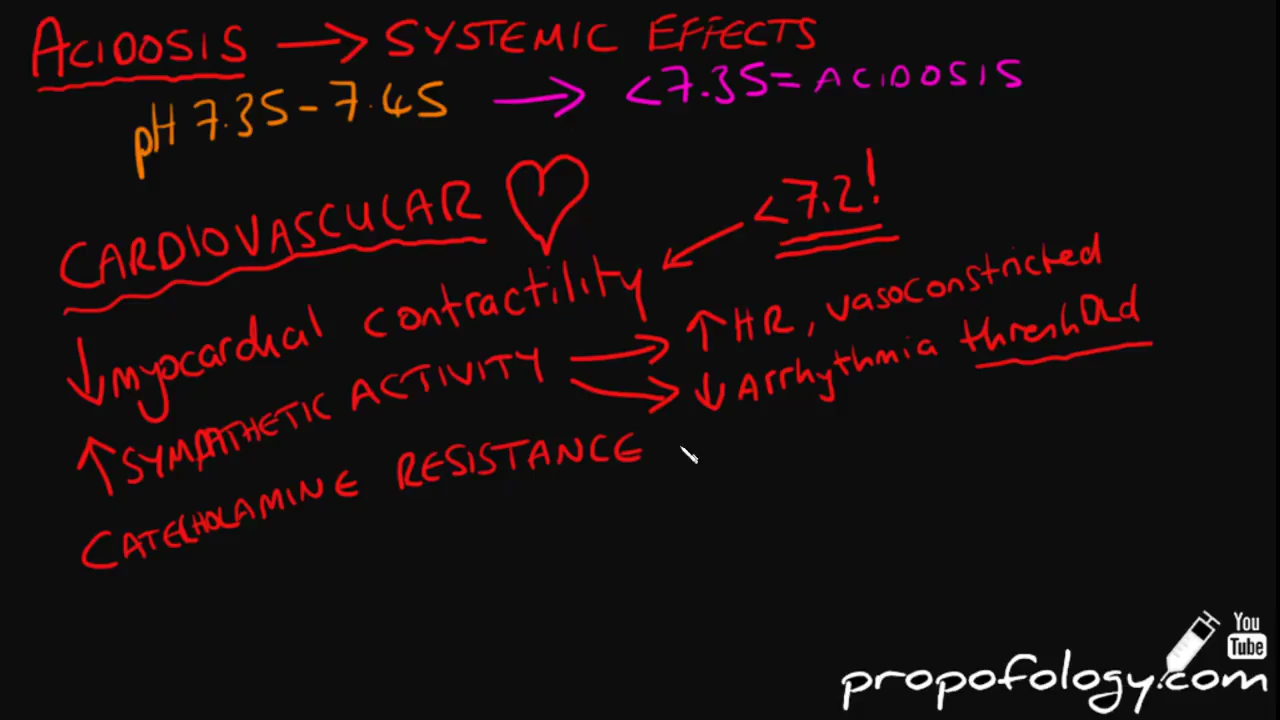 ACIDOSIS → SYSTEMIC EFFECTS
pH 7.35 - 7.45 → <7.35 = ACIDOSIS
CARDIOVASCULAR
<7.2!
↓ myocardial contractility
↑ SYMPATHETIC ACTIVITY → ↑ HR, vasoconstricted
→ ↓ Arrhythmia threshold
CATECHOLAMINE RESISTANCE
You
Tube
propofology.com